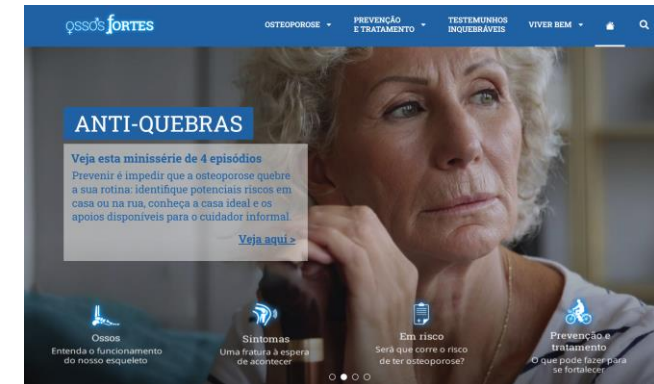 ossos fORTES
OSTEOPOROSE
PREVENÇÃO
E TRATAMENTO
TESTEMUNHOS
INQUEBRÁVEIS
VIVER BEM
ANTI-QUEBRAS
Veja esta minissérie de 4 episódios
Prevenir é impedir que a osteoporose quebre
a sua rotina: identifique potenciais riscos em
casa ou na rua, conheça a casa ideal e os
apoios disponíveis para o cuidador informal.
Veja aqui >
Ossos
Entenda o funcionamento
do nosso esqueleto
Sintomas
Uma fratura à espera
de acontecer
Em risco
Será que corre o risco
de ter osteoporose?
Prevenção e
tratamento
O que pode fazer para
se fortalecer